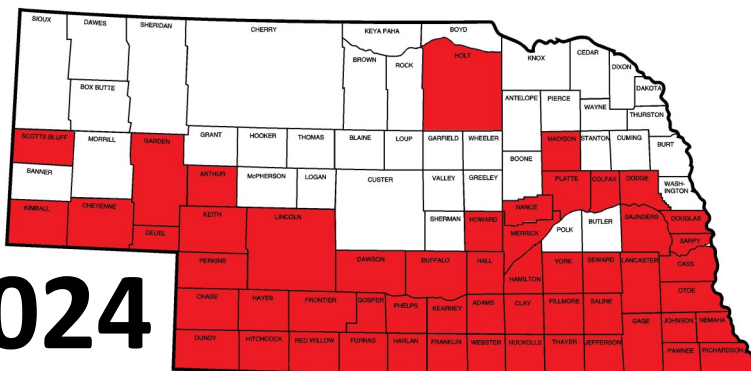 SIOUX
DAWES
SHERIDAN
CHERRY
KEYA PAHA
BOYD
BROWN
ROCK
HOLT
KNOX
CEDAR
DIXON
DAKOTA
BOX BUTTE
ANTELOPE
PIERCE
WAYNE
THURSTON
SCOTTS BLUFF
MORRILL
GARDEN
GRANT
HOOKER
THOMAS
BLAINE
LOUP
GARFIELD
WHEELER
BOONE
MADISON
STANTON
CUMING
BURT
BANNER
ARTHUR
McPHERSON
LOGAN
CUSTER
VALLEY
GREELEY
PLATTE
COLFAX
DODGE
WASH-
INGTON
KIMBALL
CHEYENNE
DEUEL
KEITH
LINCOLN
SHERMAN
HOWARD
NANCE
MERRICK
POLK
BUTLER
SAUNDERS
DOUGLAS
SARPY
PERKINS
DAWSON
BUFFALO
HALL
HAMILTON
YORK
SEWARD
LANCASTER
CASS
OTOE
CHASE
HAYES
FRONTIER
GOSPER
PHELPS
KEARNEY
ADAMS
CLAY
FILLMORE
SALINE
GAGE
JOHNSON
NEMAHA
DUNDY
HITCHCOCK
RED WILLOW
FURNAS
HARLAN
FRANKLIN
WEBSTER
NUCKOLLS
THAYER
JEFFERSON
PAWNEE
RICHARDSON
024